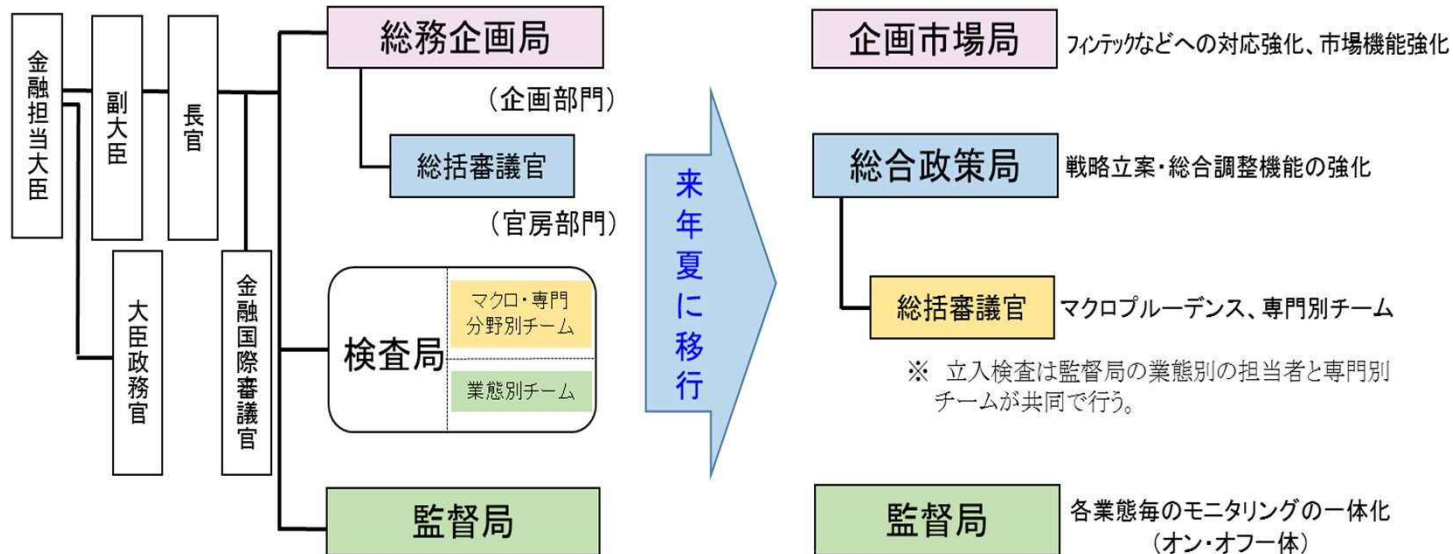 金融担当大臣
副大臣
長官
大臣政務官
金融国際審議官
総務企画局
(企画部門)
総括審議官
(官房部門)
検査局
マクロ・専門
分野別チーム
業態別チーム
監督局
来年夏に移行
企画市場局
フィンテックなどへの対応強化、市場機能強化
総合政策局
戦略立案・総合調整機能の強化
総括審議官
マクロプルーデンス、専門別チーム
※ 立入検査は監督局の業態別の担当者と専門別
チームが共同で行う。
監督局
各業態毎のモニタリングの一体化
(オン・オフ一体)